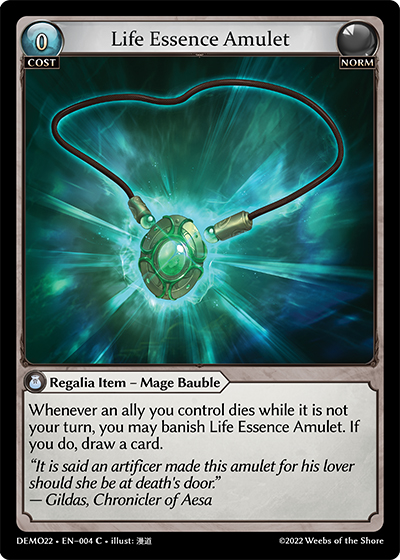 0
Life Essence Amulet
COST
NORM
Regalia Item – Mage Bauble
Whenever an ally you control dies while it is not
your turn, you may banish Life Essence Amulet. If
you do, draw a card.
“It is said an artificer made this amulet for his lover
should she be at death's door.”
— Gildas, Chronicler of Aesa
DEMO22 • EN-004 C • illust: 漫道
©2022 Weebs of the Shore